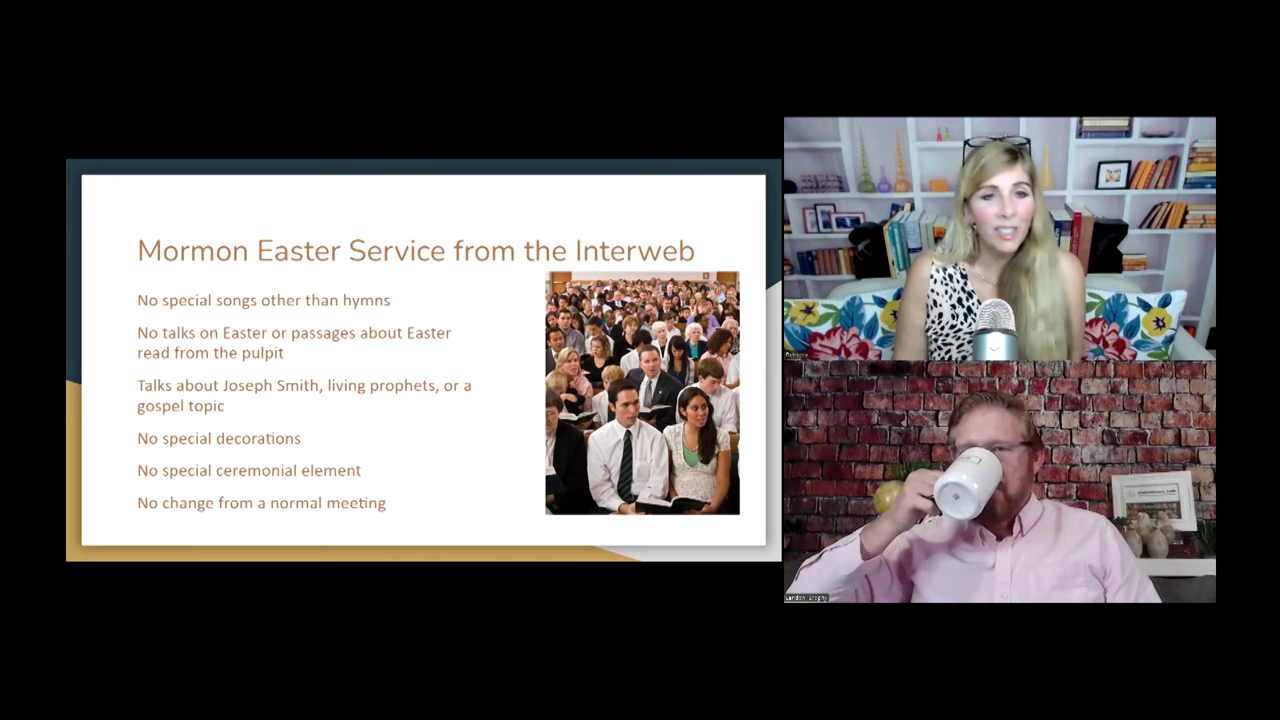 Mormon Easter Service from the Interweb
No special songs other than hymns
No talks on Easter or passages about Easter
read from the pulpit
Talks about Joseph Smith, living prophets, or a
gospel topic
No special decorations
No special ceremonial element
No change from a normal meeting
Landon Brophy